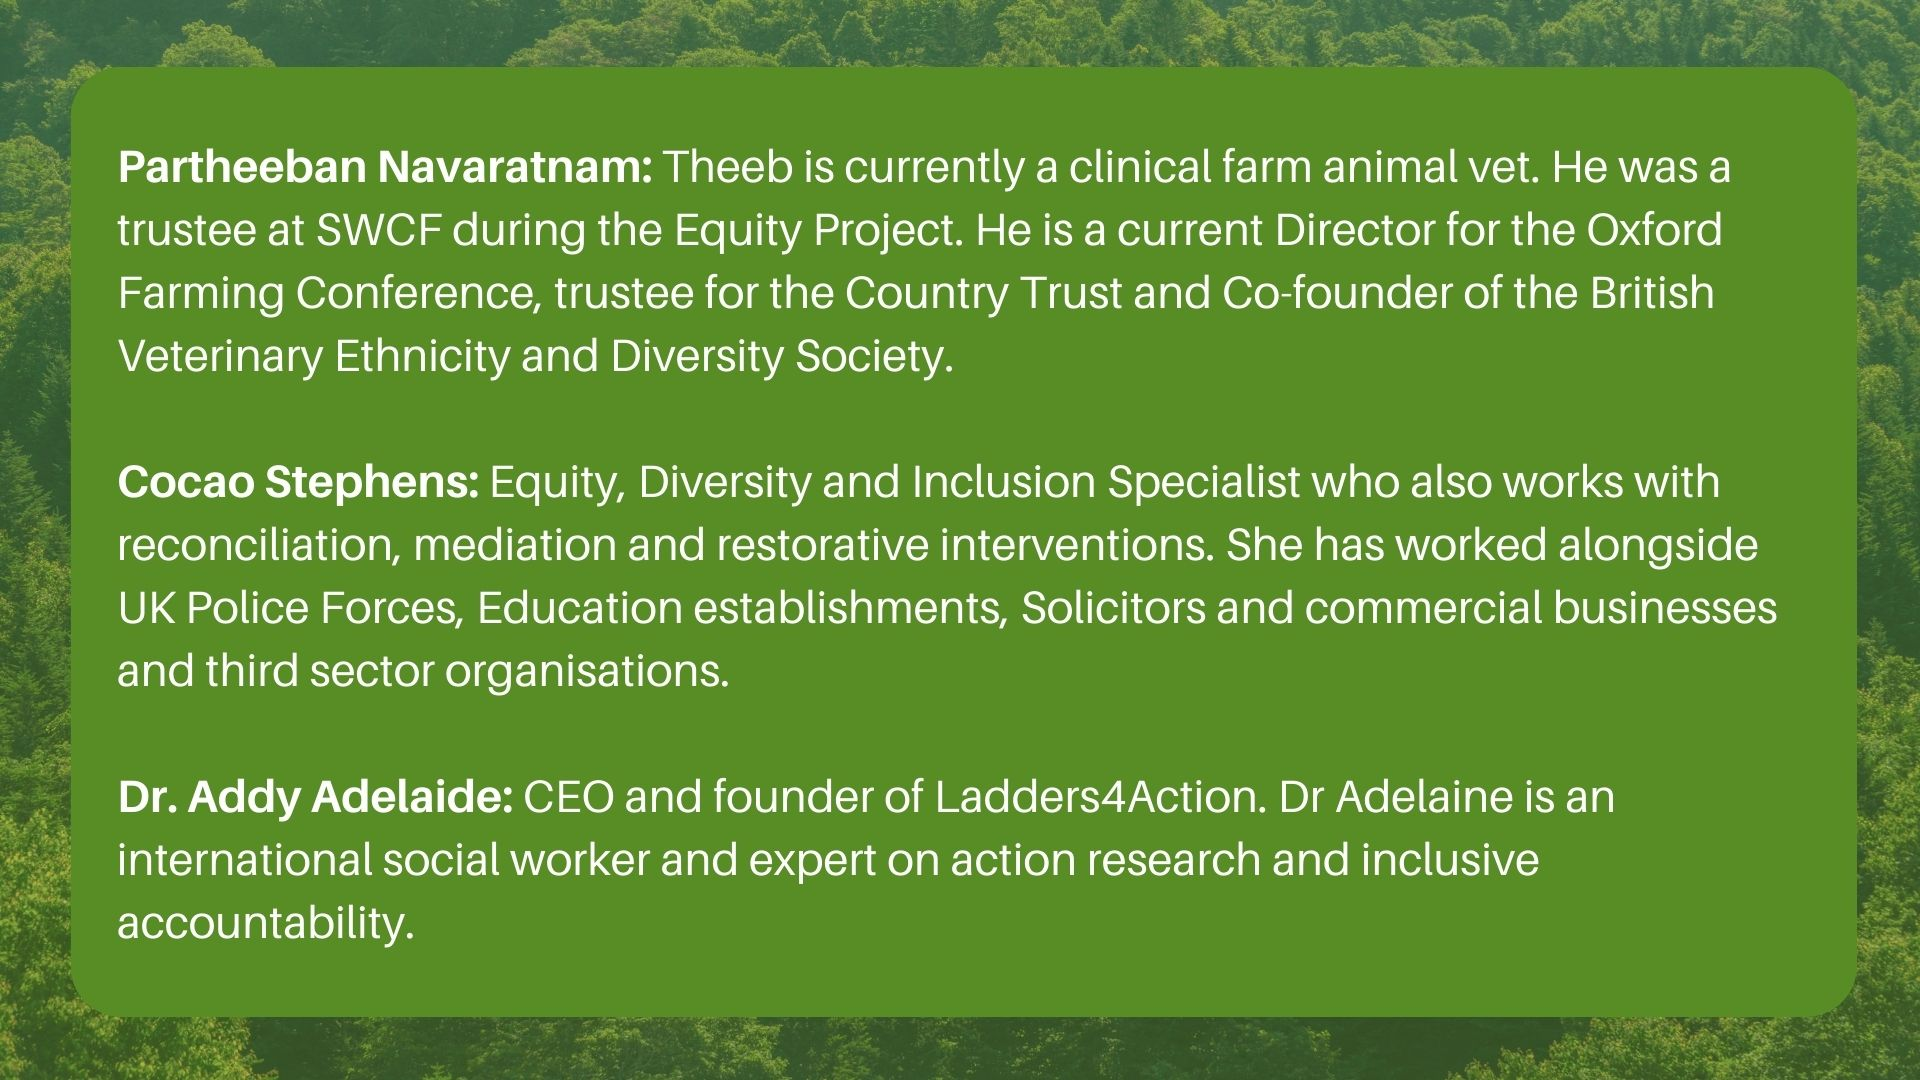 Partheeban Navaratnam: Theeb is currently a clinical farm animal vet. He was a
trustee at SWCF during the Equity Project. He is a current Director for the Oxford
Farming Conference, trustee for the Country Trust and Co-founder of the British
Veterinary Ethnicity and Diversity Society.
Cocao Stephens: Equity, Diversity and Inclusion Specialist who also works with
reconciliation, mediation and restorative interventions. She has worked alongside
UK Police Forces, Education establishments, Solicitors and commercial businesses
and third sector organisations.
Dr. Addy Adelaide: CEO and founder of Ladders4Action. Dr Adelaine is an
international social worker and expert on action research and inclusive
accountability.